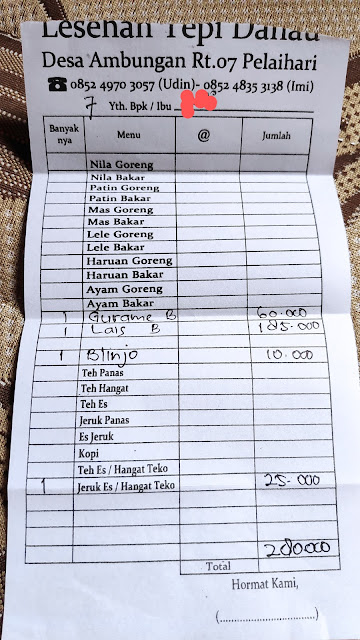 Lesehan Tepi Danau
Desa Ambungan Rt.07 Pelaihari
☎ 0852 4970 3057 (Udin)- 0852 4835 3138 (Imi)
7 Yth. Bpk / Ibu
Banyak nya Menu @ Jumlah
Nila Goreng
Nila Bakar
Patin Goreng
Patin Bakar
Mas Goreng
Mas Bakar
Lele Goreng
Lele Bakar
Haruan Goreng
Haruan Bakar
Ayam Goreng
Ayam Bakar
1 Gurame B 60.000
1 Lais B 185.000
1 Blinjo 10.000
Teh Panas
Teh Hangat
Teh Es
Jeruk Panas
Es Jeruk
Kopi
Teh Es / Hangat Teko
1 Jeruk Es / Hangat Teko 25.000
280000
Total
Hormat Kami,
(..............................)